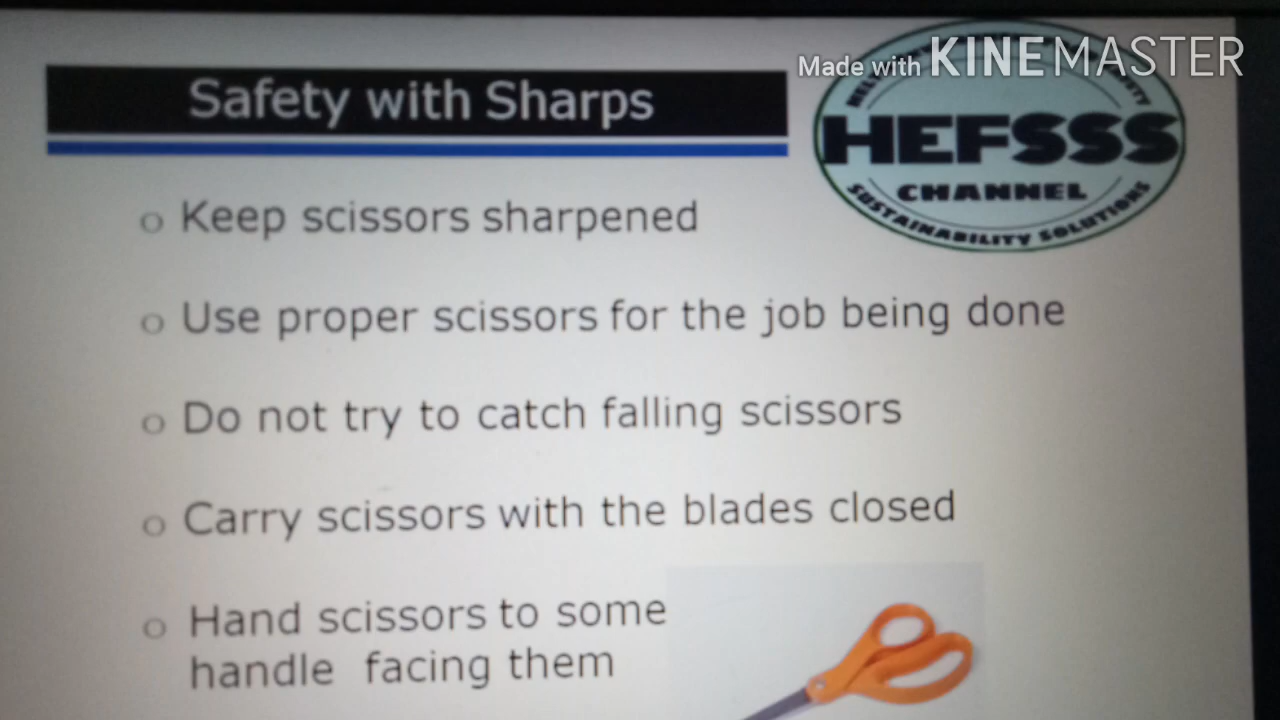 Made with KINEMASTER
Safety with Sharps
HEFSSS
CHANNEL
SUSTAINABILITY SOLUTIONS
o Keep scissors sharpened
o Use proper scissors for the job being done
o Do not try to catch falling scissors
o Carry scissors with the blades closed
o Hand scissors to some
handle facing them